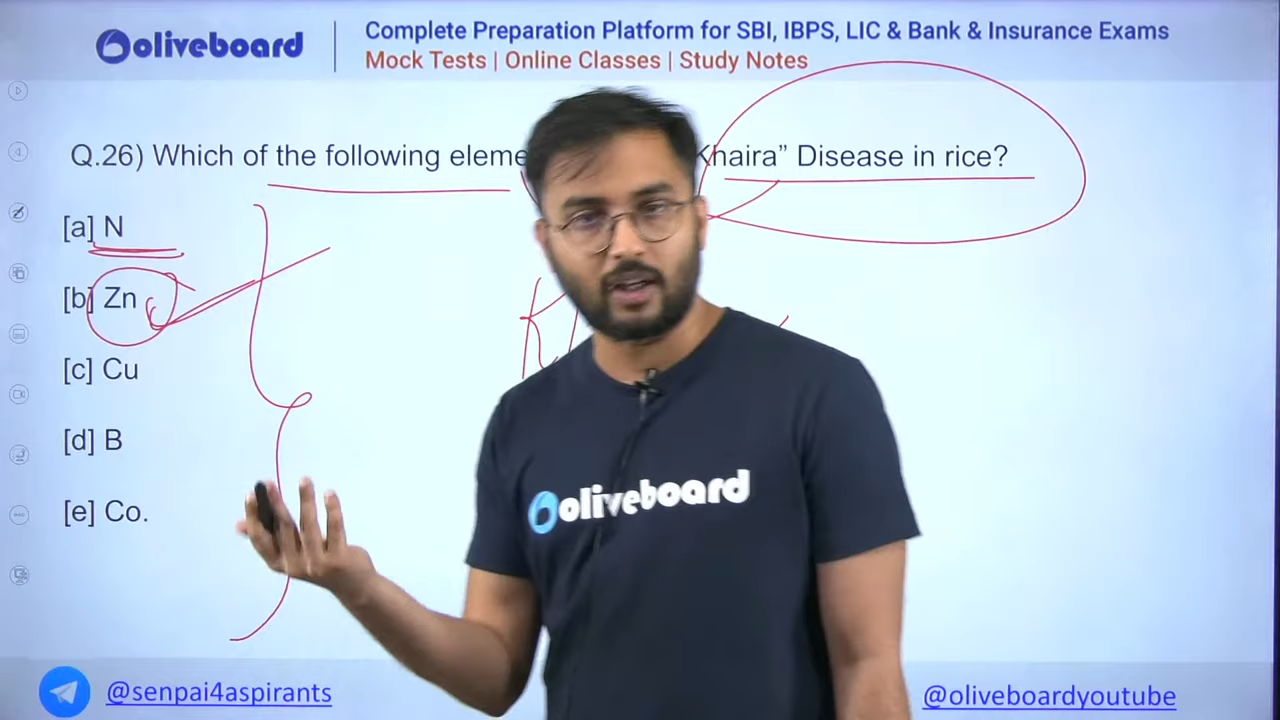 oliveboard
Complete Preparation Platform for SBI, IBPS, LIC & Bank & Insurance Exams
Mock Tests | Online Classes | Study Notes
Q.26) Which of the following Khaira” Disease in rice?
[a] N
[b] Zn
[c] Cu
[d] B
[e] Co.
oliveboard
@senpai4aspirants
@oliveboardyoutube